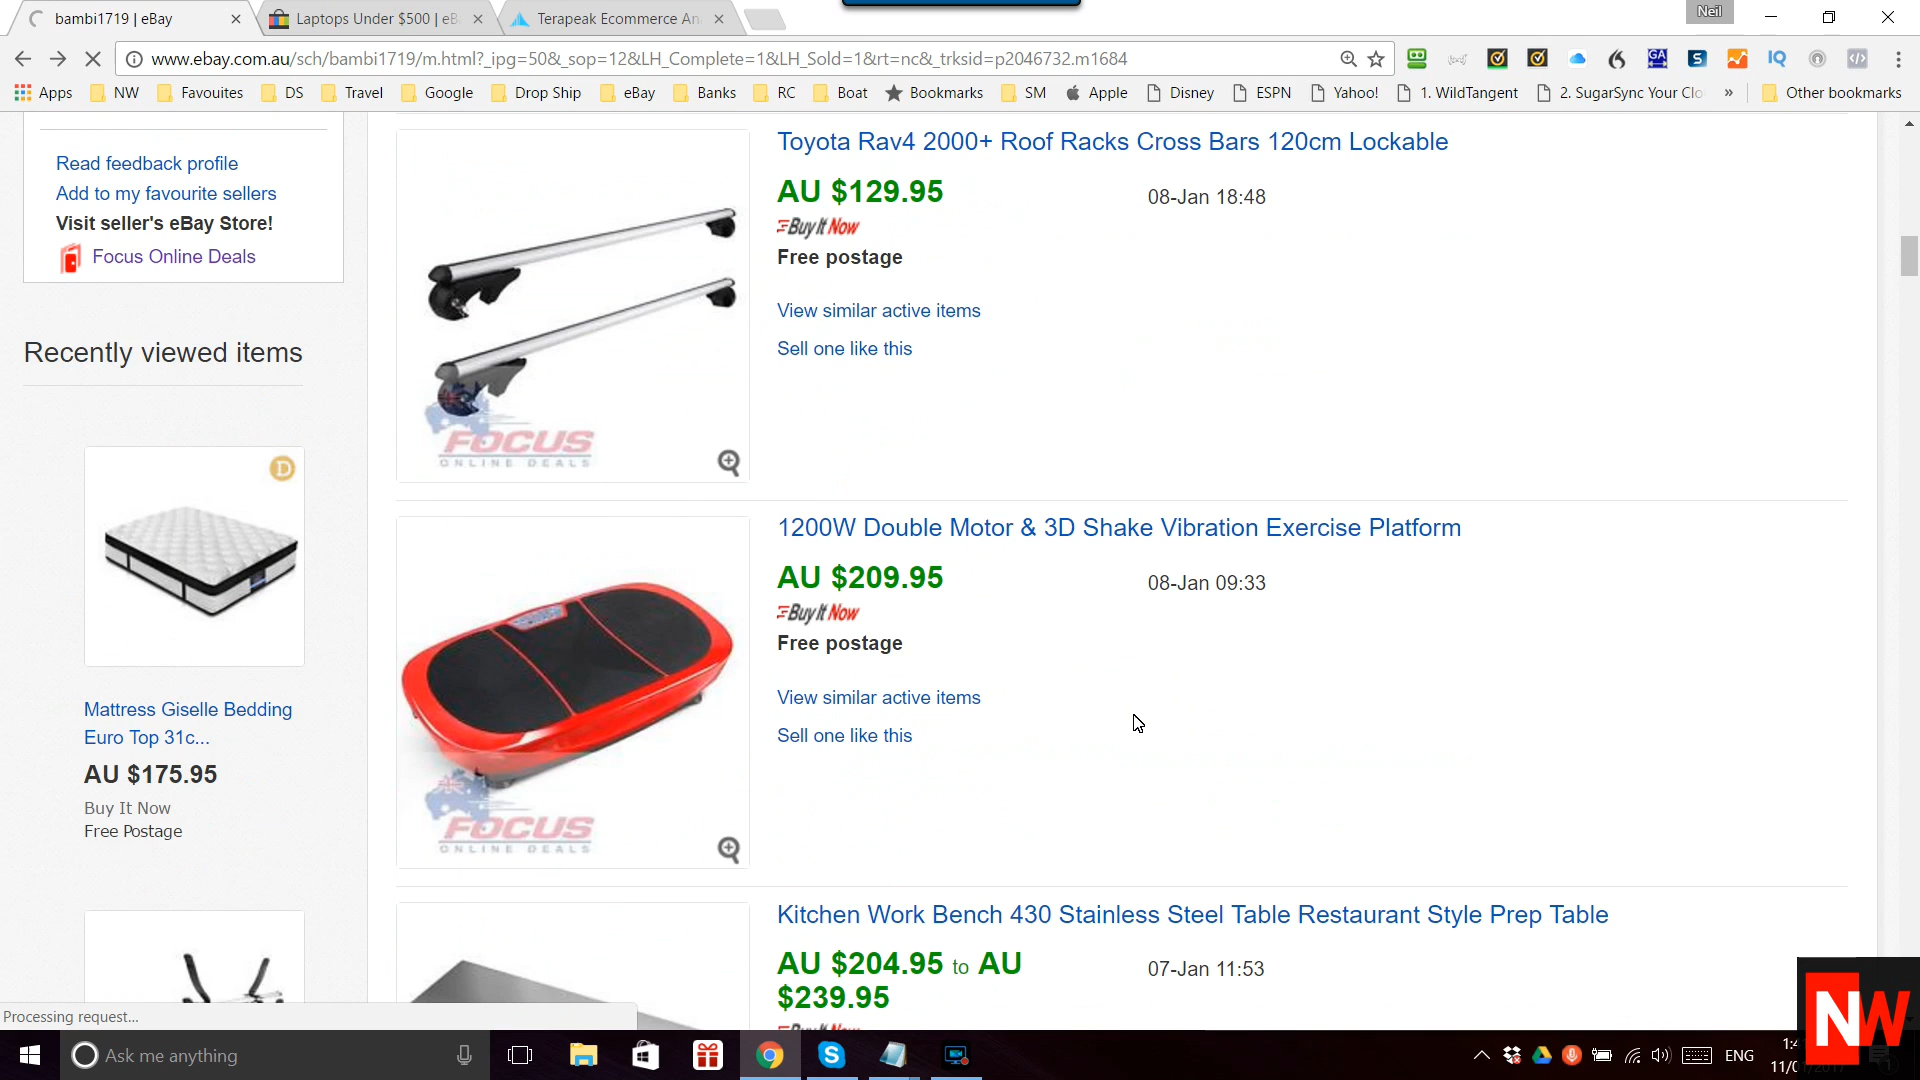 bambi1719 | eBay
Laptops Under $500 | eB
Terapeak Ecommerce An
Neil
www.ebay.com.au/sch/bambi1719/m.html?_ipg=50&_sop=12&LH_Complete=1&LH_Sold=1&rt=nc&_trksid=p2046732.m1684
Apps NW Favourites DS Travel Google Drop Ship eBay Banks RC Boat Bookmarks SM Apple Disney ESPN Yahoo! 1. WildTangent 2. SugarSync Your Clo » Other bookmarks
Read feedback profile
Add to my favourite sellers
Visit seller's eBay Store!
Focus Online Deals
Recently viewed items
D
Mattress Giselle Bedding
Euro Top 31c...
AU $175.95
Buy It Now
Free Postage
Toyota Rav4 2000+ Roof Racks Cross Bars 120cm Lockable
AU $129.95
08-Jan 18:48
Buy It Now
Free postage
View similar active items
Sell one like this
FOCUS
ONLINE DEALS
1200W Double Motor & 3D Shake Vibration Exercise Platform
AU $209.95
08-Jan 09:33
Buy It Now
Free postage
View similar active items
Sell one like this
FOCUS
ONLINE DEALS
Kitchen Work Bench 430 Stainless Steel Table Restaurant Style Prep Table
AU $204.95 to AU
$239.95
07-Jan 11:53
Processing request...
Ask me anything
ENG
NW